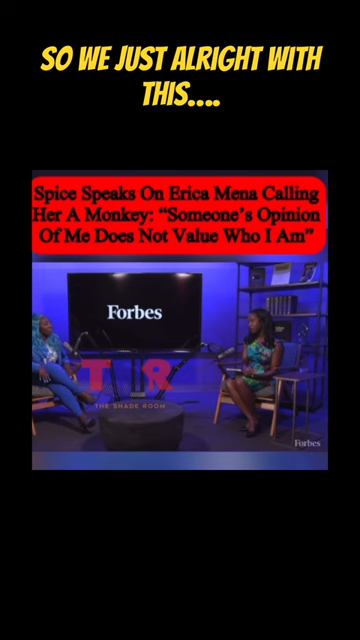 SO WE JUST ALRIGHT WITH
THIS....
Spice Speaks On Erica Mena Calling
Her A Monkey: “Someone’s Opinion
Of Me Does Not Value Who I Am”
Forbes
T R
THE SHADE ROOM
Forbes